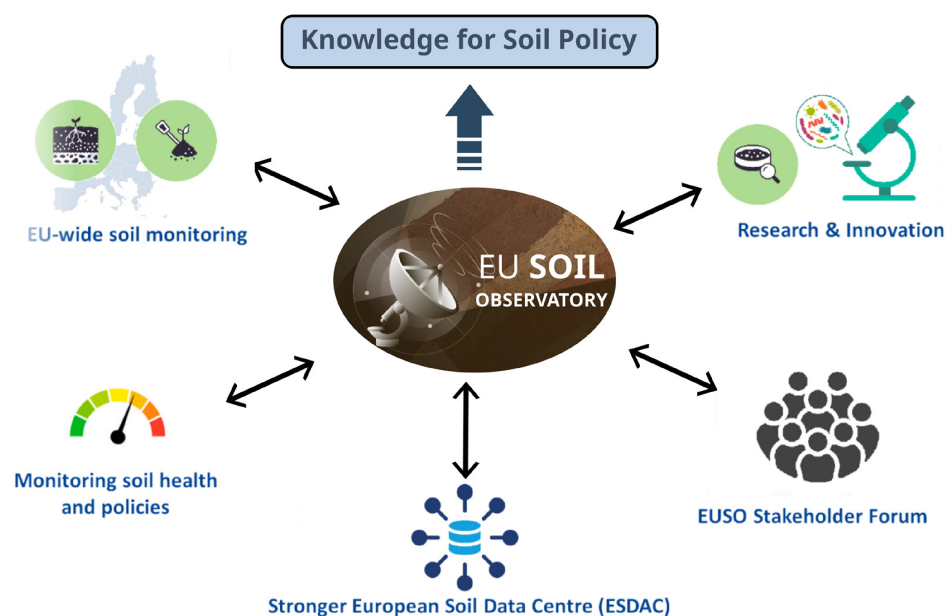 Knowledge for Soil Policy
EU-wide soil monitoring
Research & Innovation
EU SOIL
OBSERVATORY
Monitoring soil health
and policies
EUSO Stakeholder Forum
Stronger European Soil Data Centre (ESDAC)